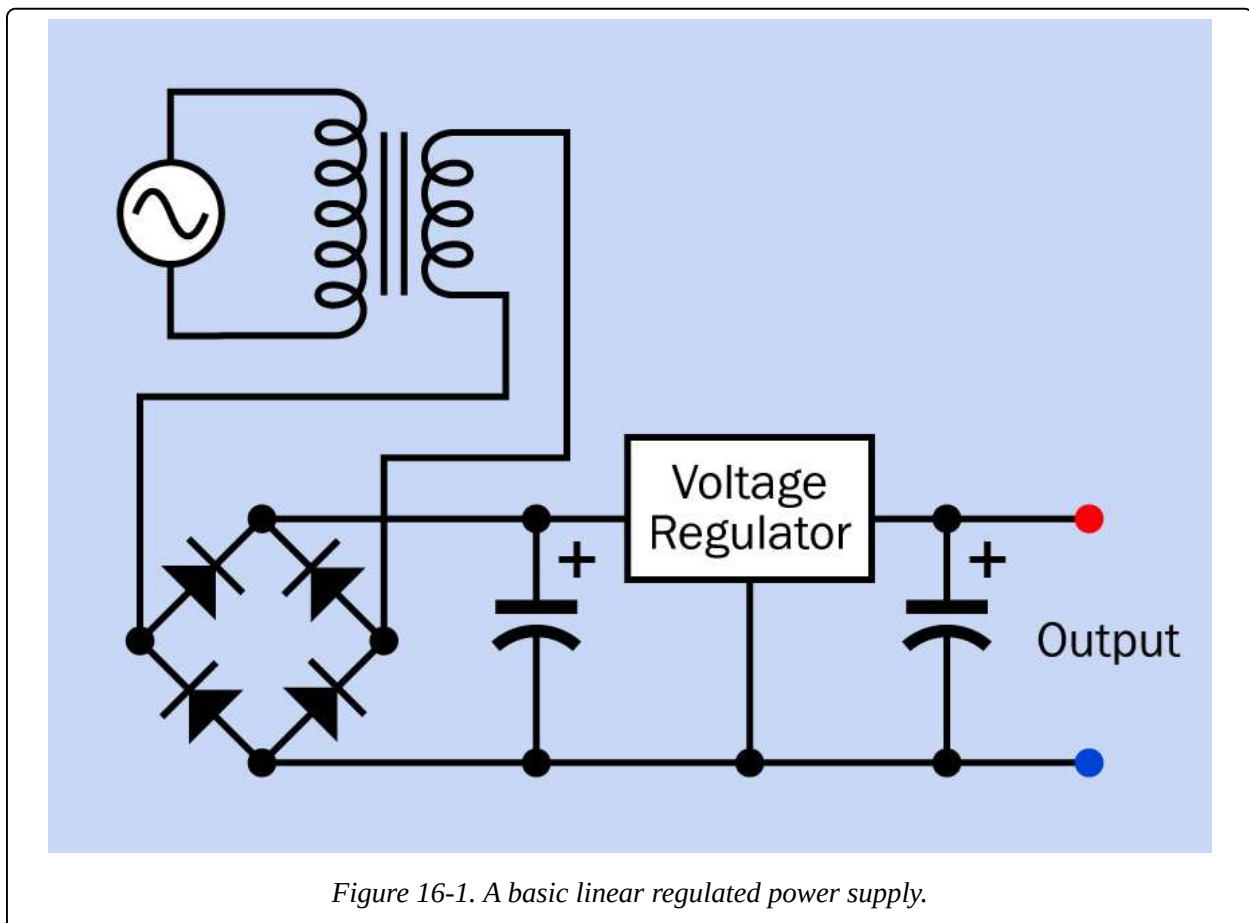 Voltage
Regulator
+
+
Output
Figure 16-1. A basic linear regulated power supply.